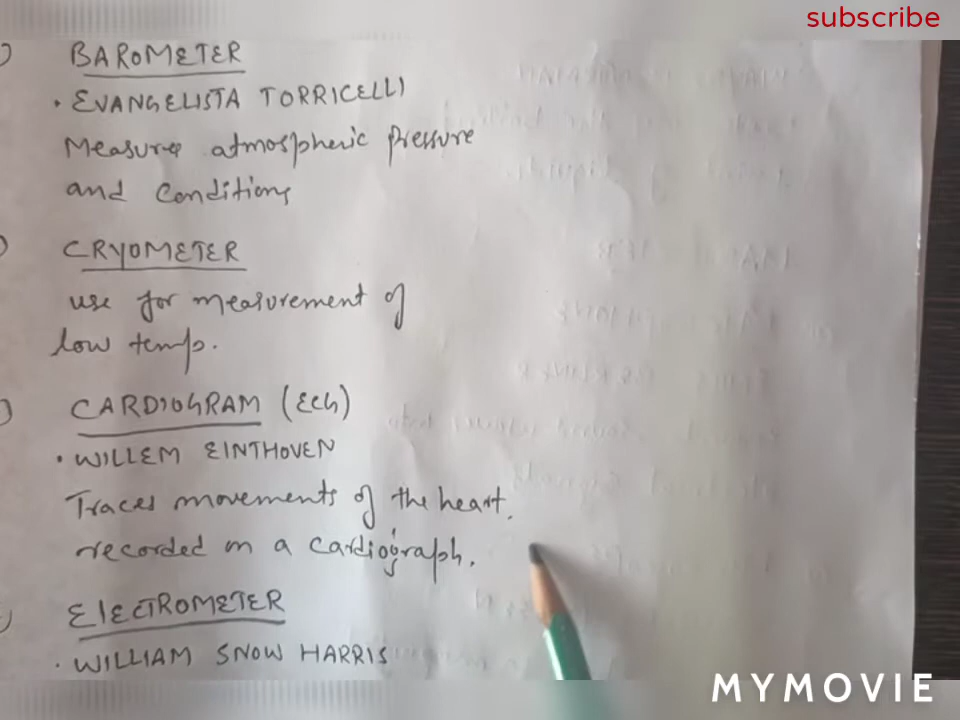 subscribe
BAROMETER
• EVANGELISTA TORRICELLI
Measures atmospheric pressure
and Conditions
CRYOMETER
use for measurement of
low temp.
CARDIOGRAM (ECG)
• WILLEM EINTHOVEN
Traces movements of the heart.
recorded on a Cardiograph.
ElECTROMETER
• WILLIAM SNOW HARRIS
MYMOVIE